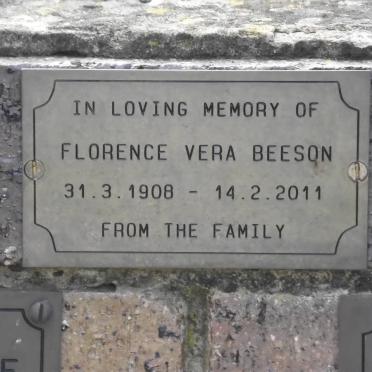 IN LOVING MEMORY OF
FLORENCE VERA BEESON
31.3.1908 - 14.2.2011
FROM THE FAMILY